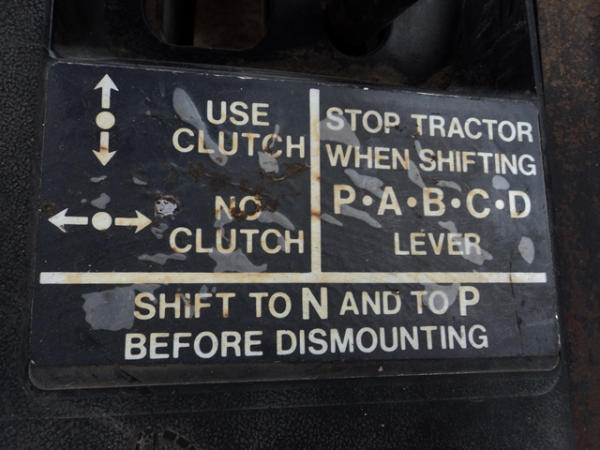 USE
CLUTCH
NO
CLUTCH
STOP TRACTOR
WHEN SHIFTING
P·A·B·C·D
LEVER
SHIFT TO N AND TO P
BEFORE DISMOUNTING